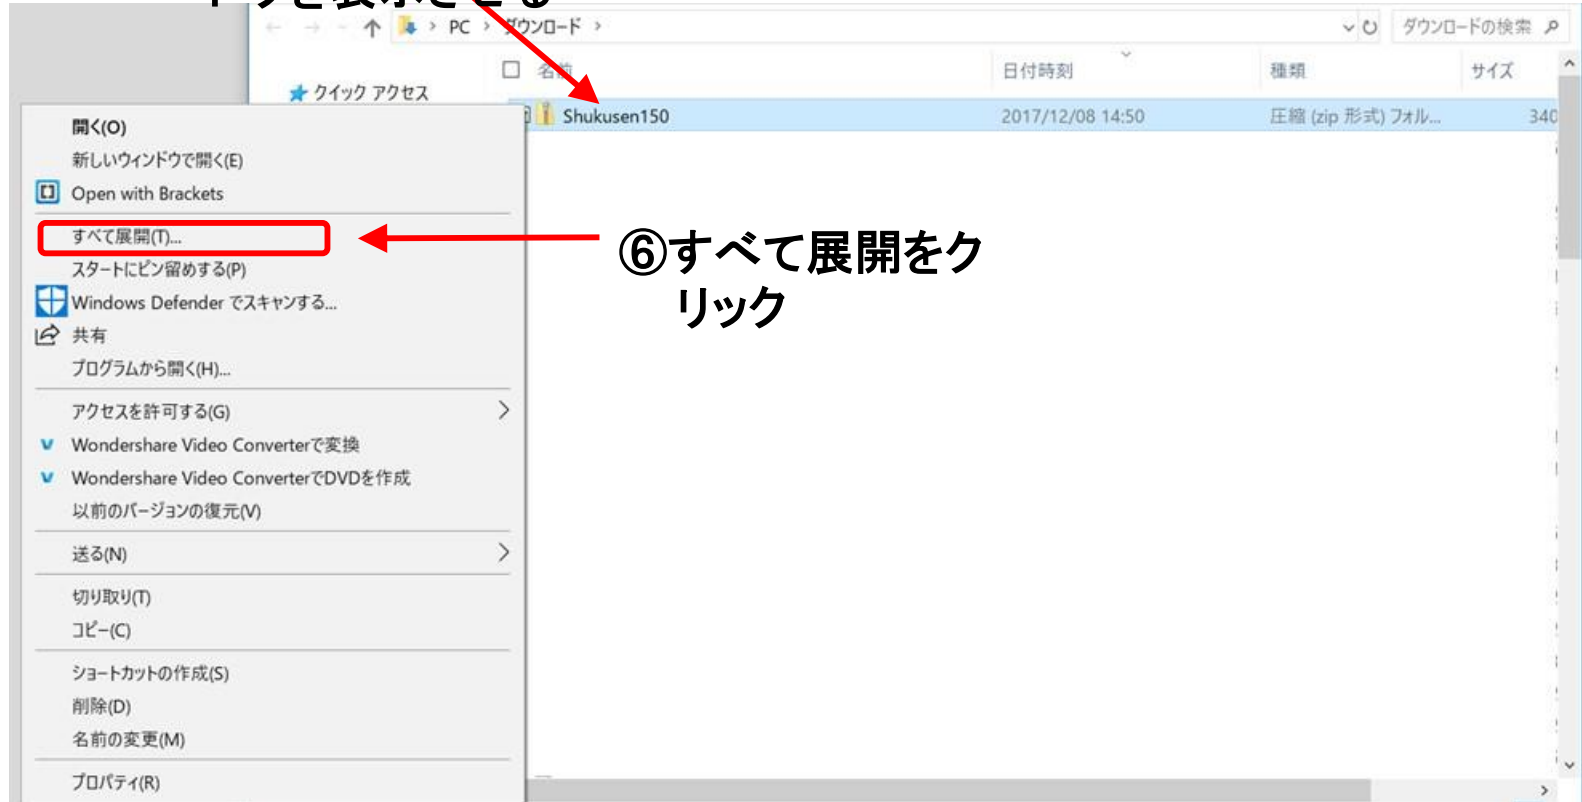 を表示させる
PC > ダウンロード >
ダウンロードの検索
クイック アクセス
名前
日付時刻
種類
サイズ
Shukusen150
2017/12/08 14:50
圧縮 (zip 形式) フォル...
340
開く(O)
新しいウィンドウで開く(E)
Open with Brackets
すべて展開(T)...
スタートにピン留めする(P)
Windows Defender でスキャンする...
共有
プログラムから開く(H)...
アクセスを許可する(G)
Wondershare Video Converterで変換
Wondershare Video ConverterでDVDを作成
以前のバージョンの復元(V)
送る(N)
切り取り(T)
コピー(C)
ショートカットの作成(S)
削除(D)
名前の変更(M)
プロパティ(R)
⑥すべて展開をク
リック